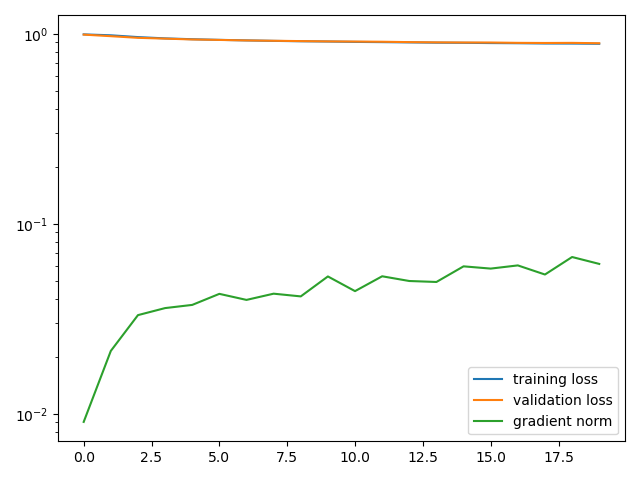 10⁰
10⁻¹
10⁻²
0.0 2.5 5.0 7.5 10.0 12.5 15.0 17.5
training loss
validation loss
gradient norm